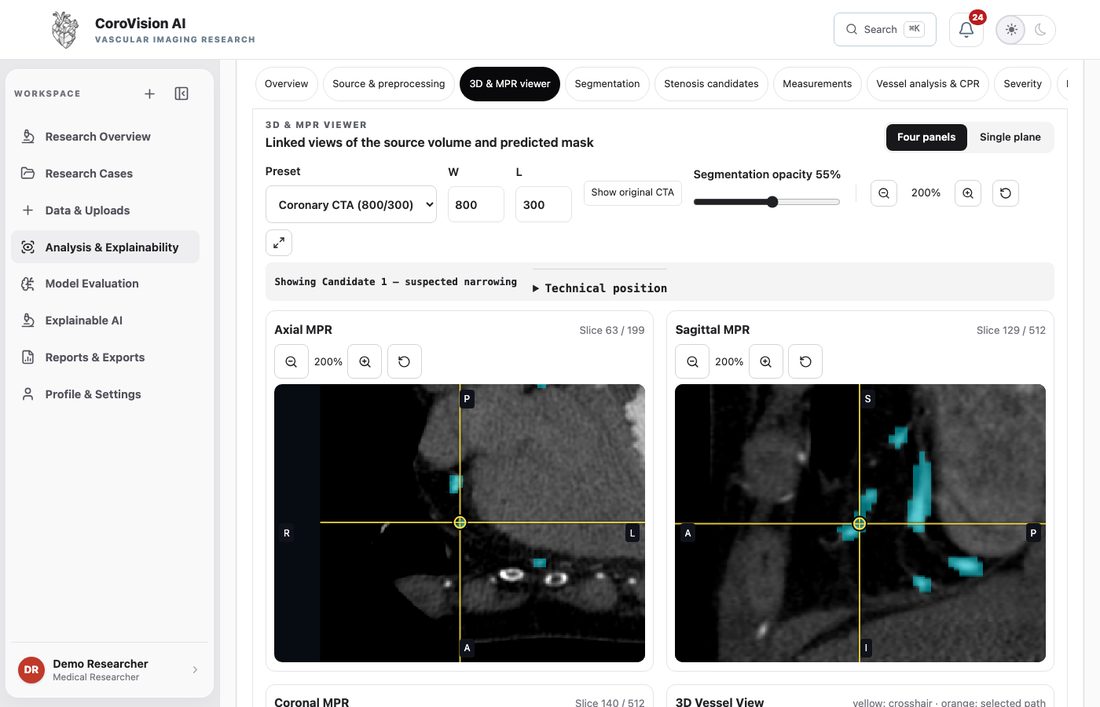 CoroVision AI
VASCULAR IMAGING RESEARCH
Search ⌘K
24
WORKSPACE
Research Overview
Research Cases
Data & Uploads
Analysis & Explainability
Model Evaluation
Explainable AI
Reports & Exports
Profile & Settings
DR
Demo Researcher
Medical Researcher
Overview
Source & preprocessing
3D & MPR viewer
Segmentation
Stenosis candidates
Measurements
Vessel analysis & CPR
Severity
3D & MPR VIEWER
Linked views of the source volume and predicted mask
Four panels
Single plane
Preset
W
L
Segmentation opacity 55%
Coronary CTA (800/300)
800
300
Show original CTA
200%
Showing Candidate 1 — suspected narrowing
Technical position
Axial MPR
Slice 63 / 199
200%
P
R
L
A
Sagittal MPR
Slice 129 / 512
200%
S
A
P
I
Coronal MPR
Slice 140 / 512
3D Vessel View
yellow: crosshair · orange: selected path